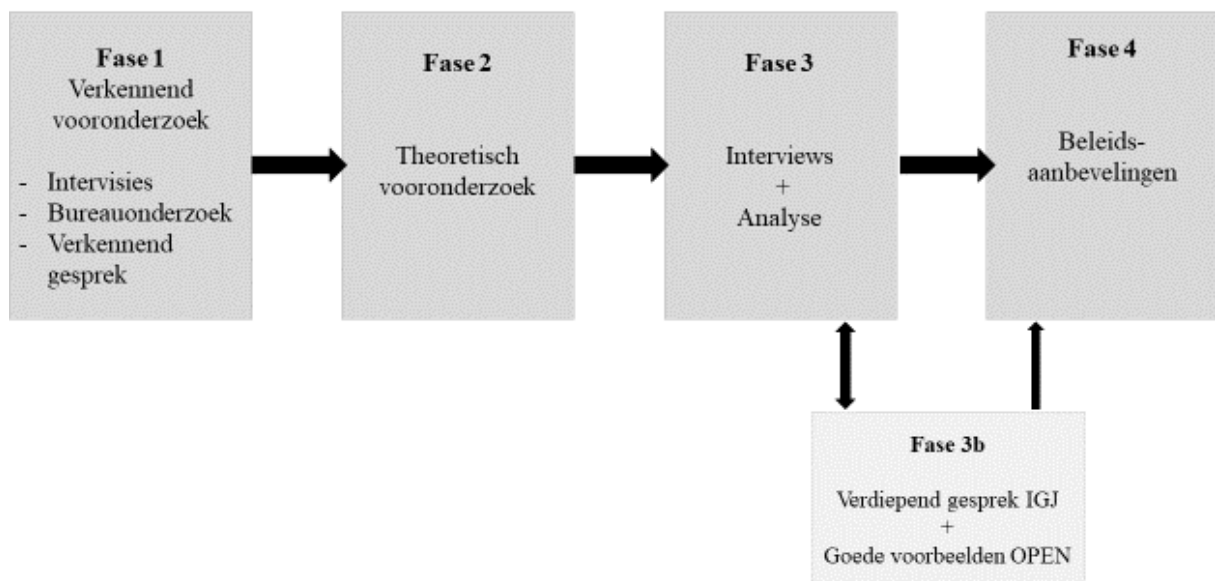 Fase 1
Verkennend
vooronderzoek
- Intervisies
- Bureauonderzoek
- Verkennend
gesprek
Fase 2
Theoretisch
vooronderzoek
Fase 3
Interviews
+
Analyse
Fase 4
Beleids-
aanbevelingen
Fase 3b
Verdiepend gesprek IGJ
+
Goede voorbeelden OPEN